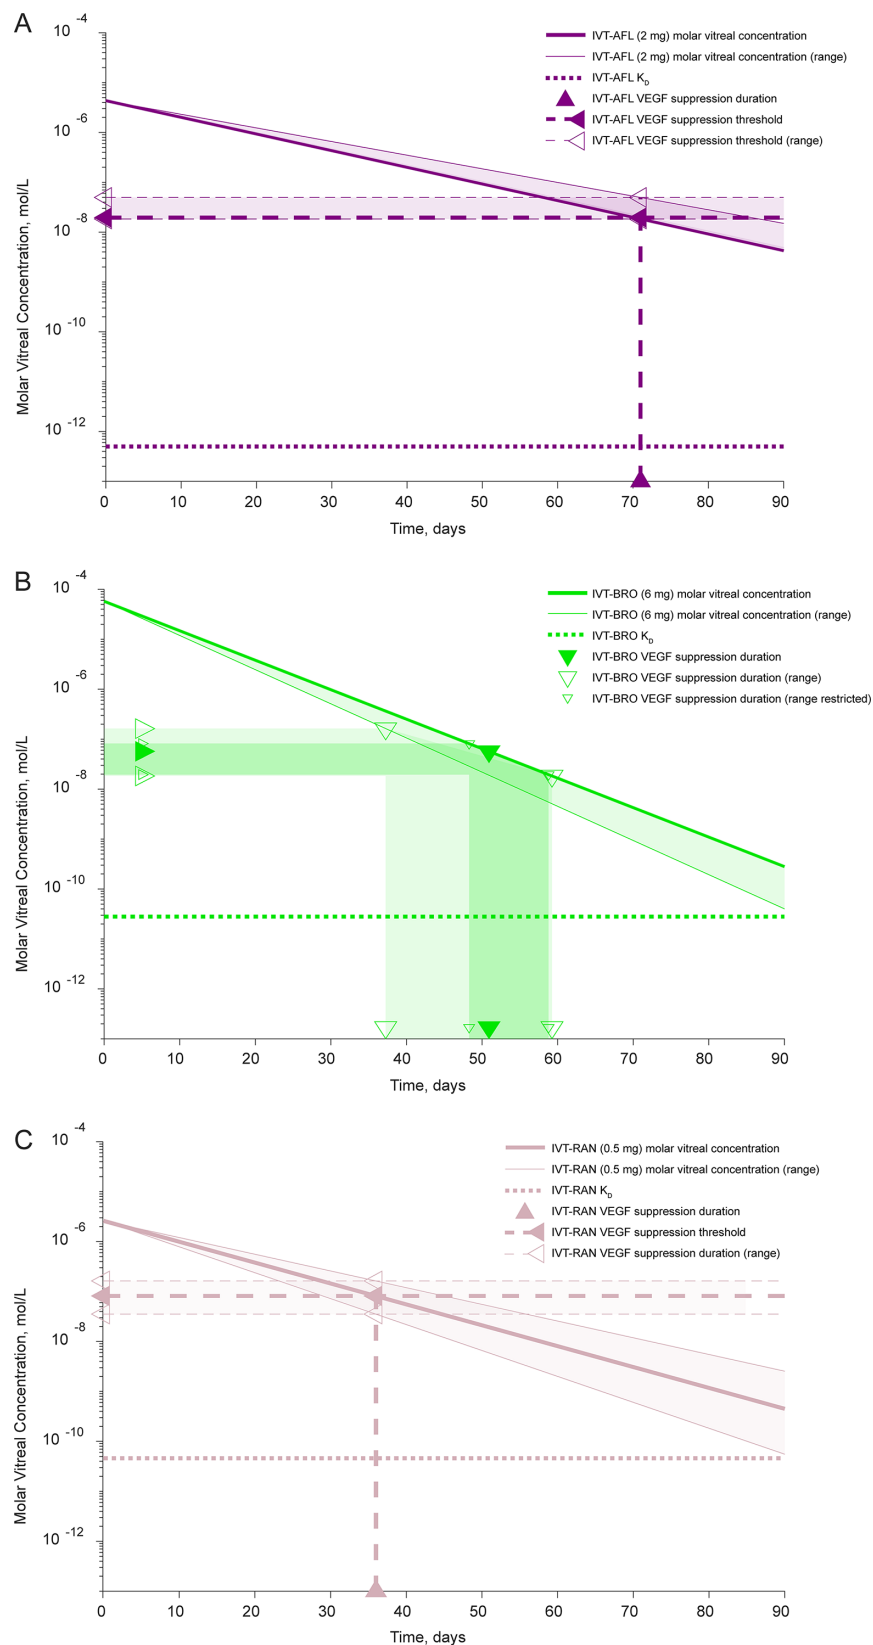 A
10 -4
10 -6
10 -8
10 -10
10 -12
Molar Vitreal Concentration, mol/L
IVT-AFL (2 mg) molar vitreal concentration
IVT-AFL (2 mg) molar vitreal concentration (range)
IVT-AFL KD
IVT-AFL VEGF suppression duration
IVT-AFL VEGF suppression threshold
IVT-AFL VEGF suppression threshold (range)
0 10 20 30 40 50 60 70 80 90
Time, days
B
10 -4
10 -6
10 -8
10 -10
10 -12
Molar Vitreal Concentration, mol/L
IVT-BRO (6 mg) molar vitreal concentration
IVT-BRO (6 mg) molar vitreal concentration (range)
IVT-BRO KD
IVT-BRO VEGF suppression duration
IVT-BRO VEGF suppression duration (range)
IVT-BRO VEGF suppression duration (range restricted)
0 10 20 30 40 50 60 70 80 90
Time, days
C
10 -4
10 -6
10 -8
10 -10
10 -12
Molar Vitreal Concentration, mol/L
IVT-RAN (0.5 mg) molar vitreal concentration
IVT-RAN (0.5 mg) molar vitreal concentration (range)
IVT-RAN KD
IVT-RAN VEGF suppression duration
IVT-RAN VEGF suppression threshold
IVT-RAN VEGF suppression duration (range)
0 10 20 30 40 50 60 70 80 90
Time, days